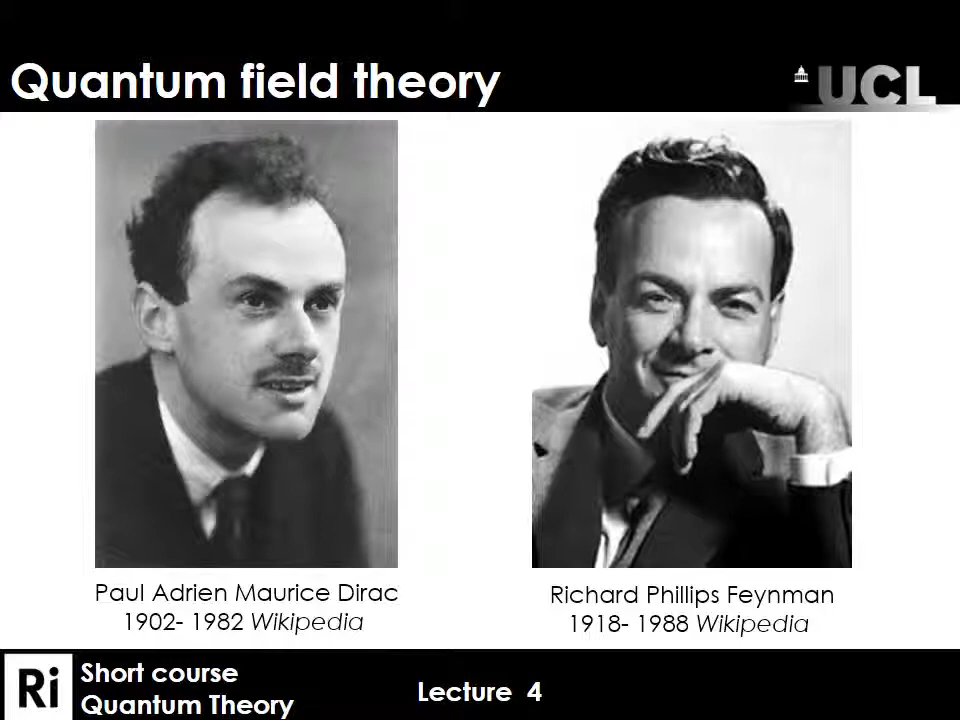 Quantum field theory
UCL
Paul Adrien Maurice Dirac
1902- 1982 Wikipedia
Richard Phillips Feynman
1918- 1988 Wikipedia
Ri
Short course
Quantum Theory
Lecture 4